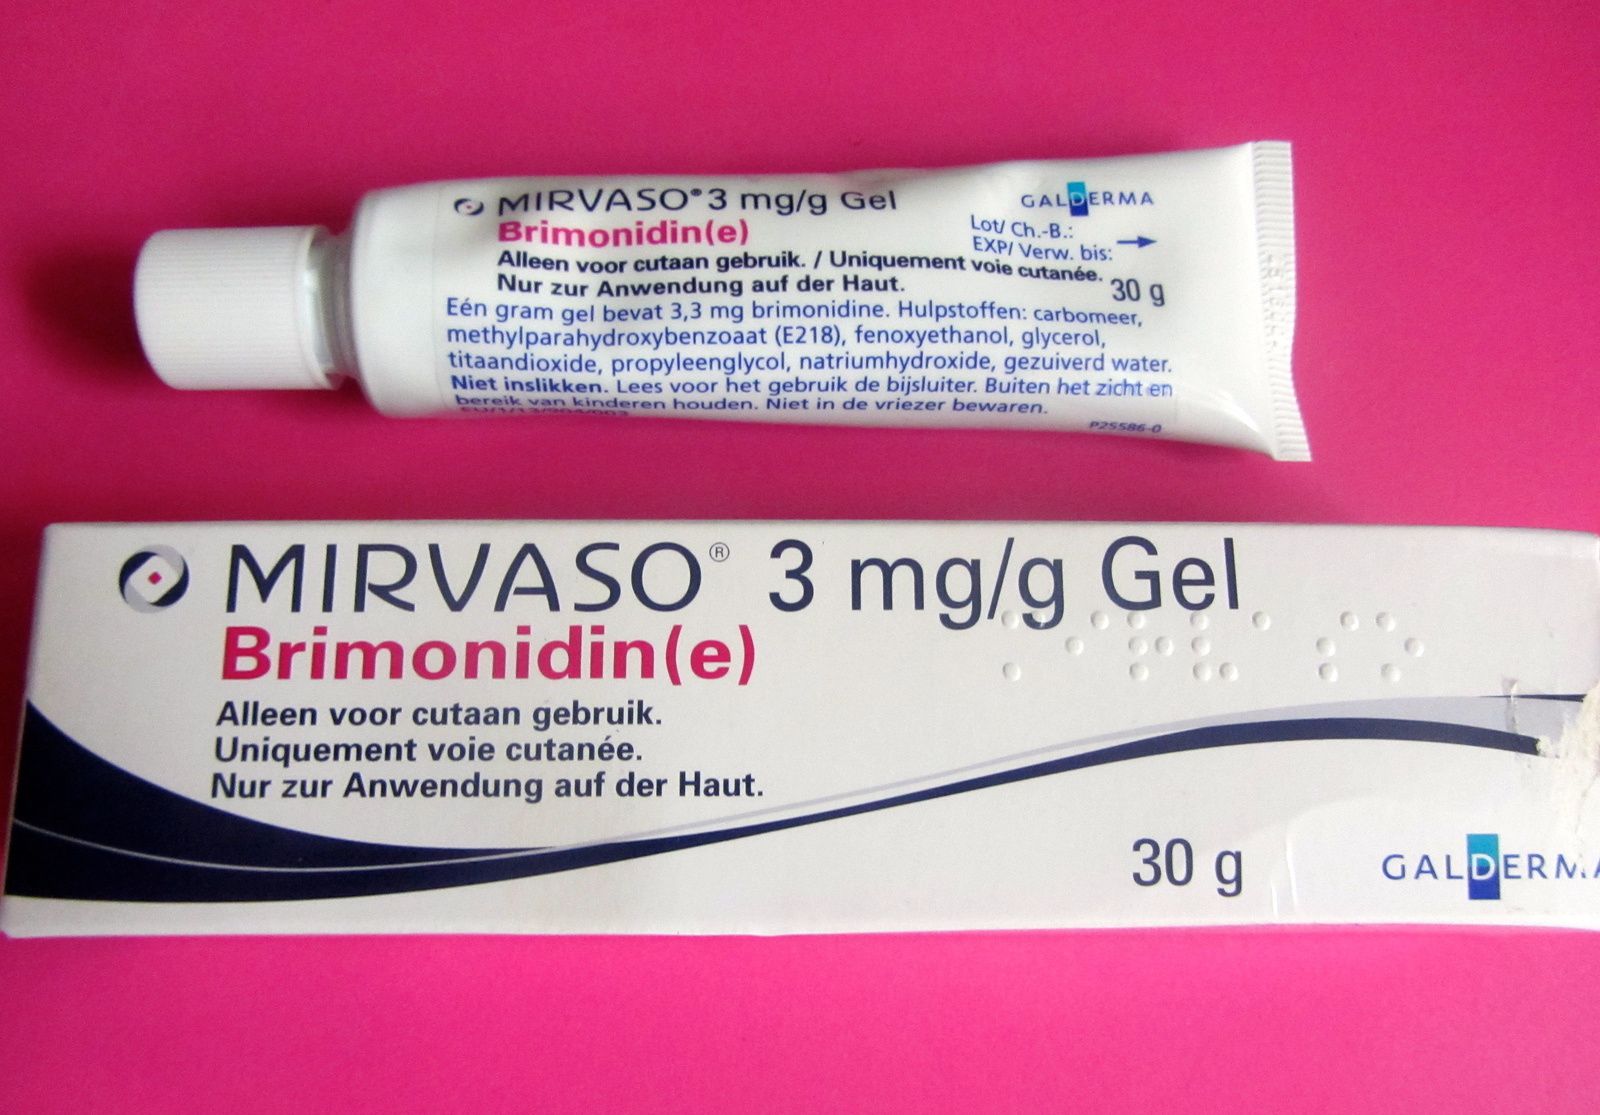 MIRVASO® 3 mg/g Gel
GALDERMA
Brimonidin(e)
Lot/ Ch.-B.:
EXP/ Verw. bis:
Alleen voor cutaan gebruik. / Uniquement voie cutanée.
Nur zur Anwendung auf der Haut.
30 g
Eén gram gel bevat 3,3 mg brimonidine. Hulpstoffen: carbomeer,
methylparahydroxybenzoaat (E218), fenoxyethanol, glycerol,
titaandioxide, propyleenglycol, natriumhydroxide, gezuiverd water.
Niet inslikken. Lees voor het gebruik de bijsluiter. Buiten het zicht en
bereik van kinderen houden. Niet in de vriezer bewaren.
P25586-0
MIRVASO® 3 mg/g Gel
Brimonidin(e)
Alleen voor cutaan gebruik.
Uniquement voie cutanée.
Nur zur Anwendung auf der Haut.
30 g
GALDERMA